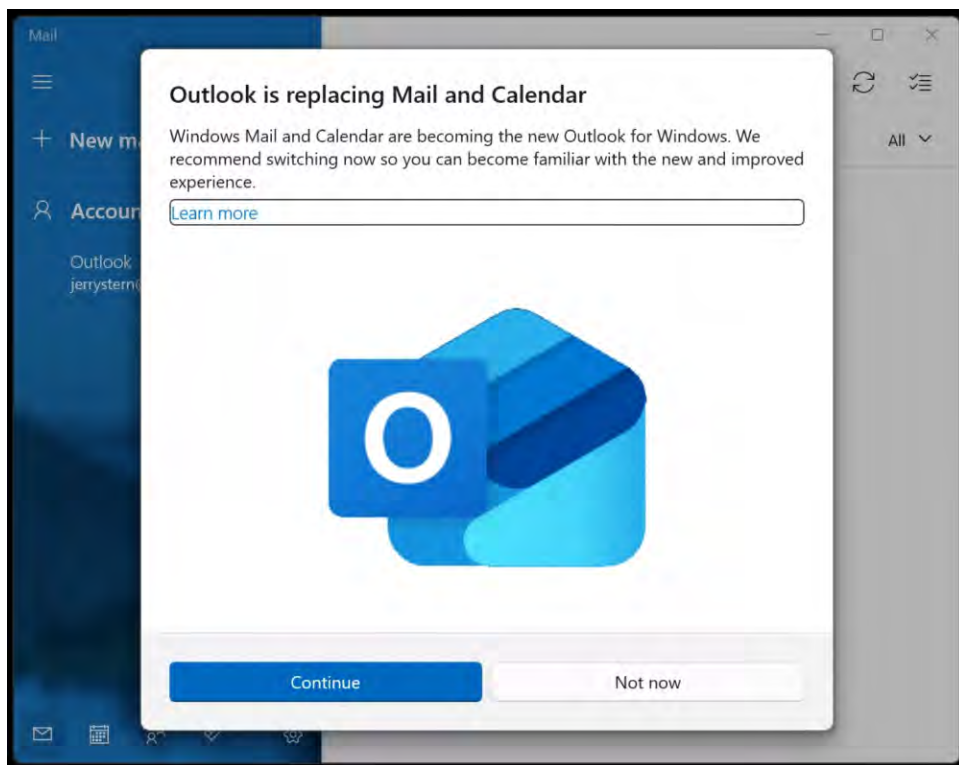 Mail
Outlook is replacing Mail and Calendar
Windows Mail and Calendar are becoming the new Outlook for Windows. We
recommend switching now so you can become familiar with the new and improved
experience.
Learn more
New m
All
Accoun
Outlook
jerrystern
O
Continue
Not now